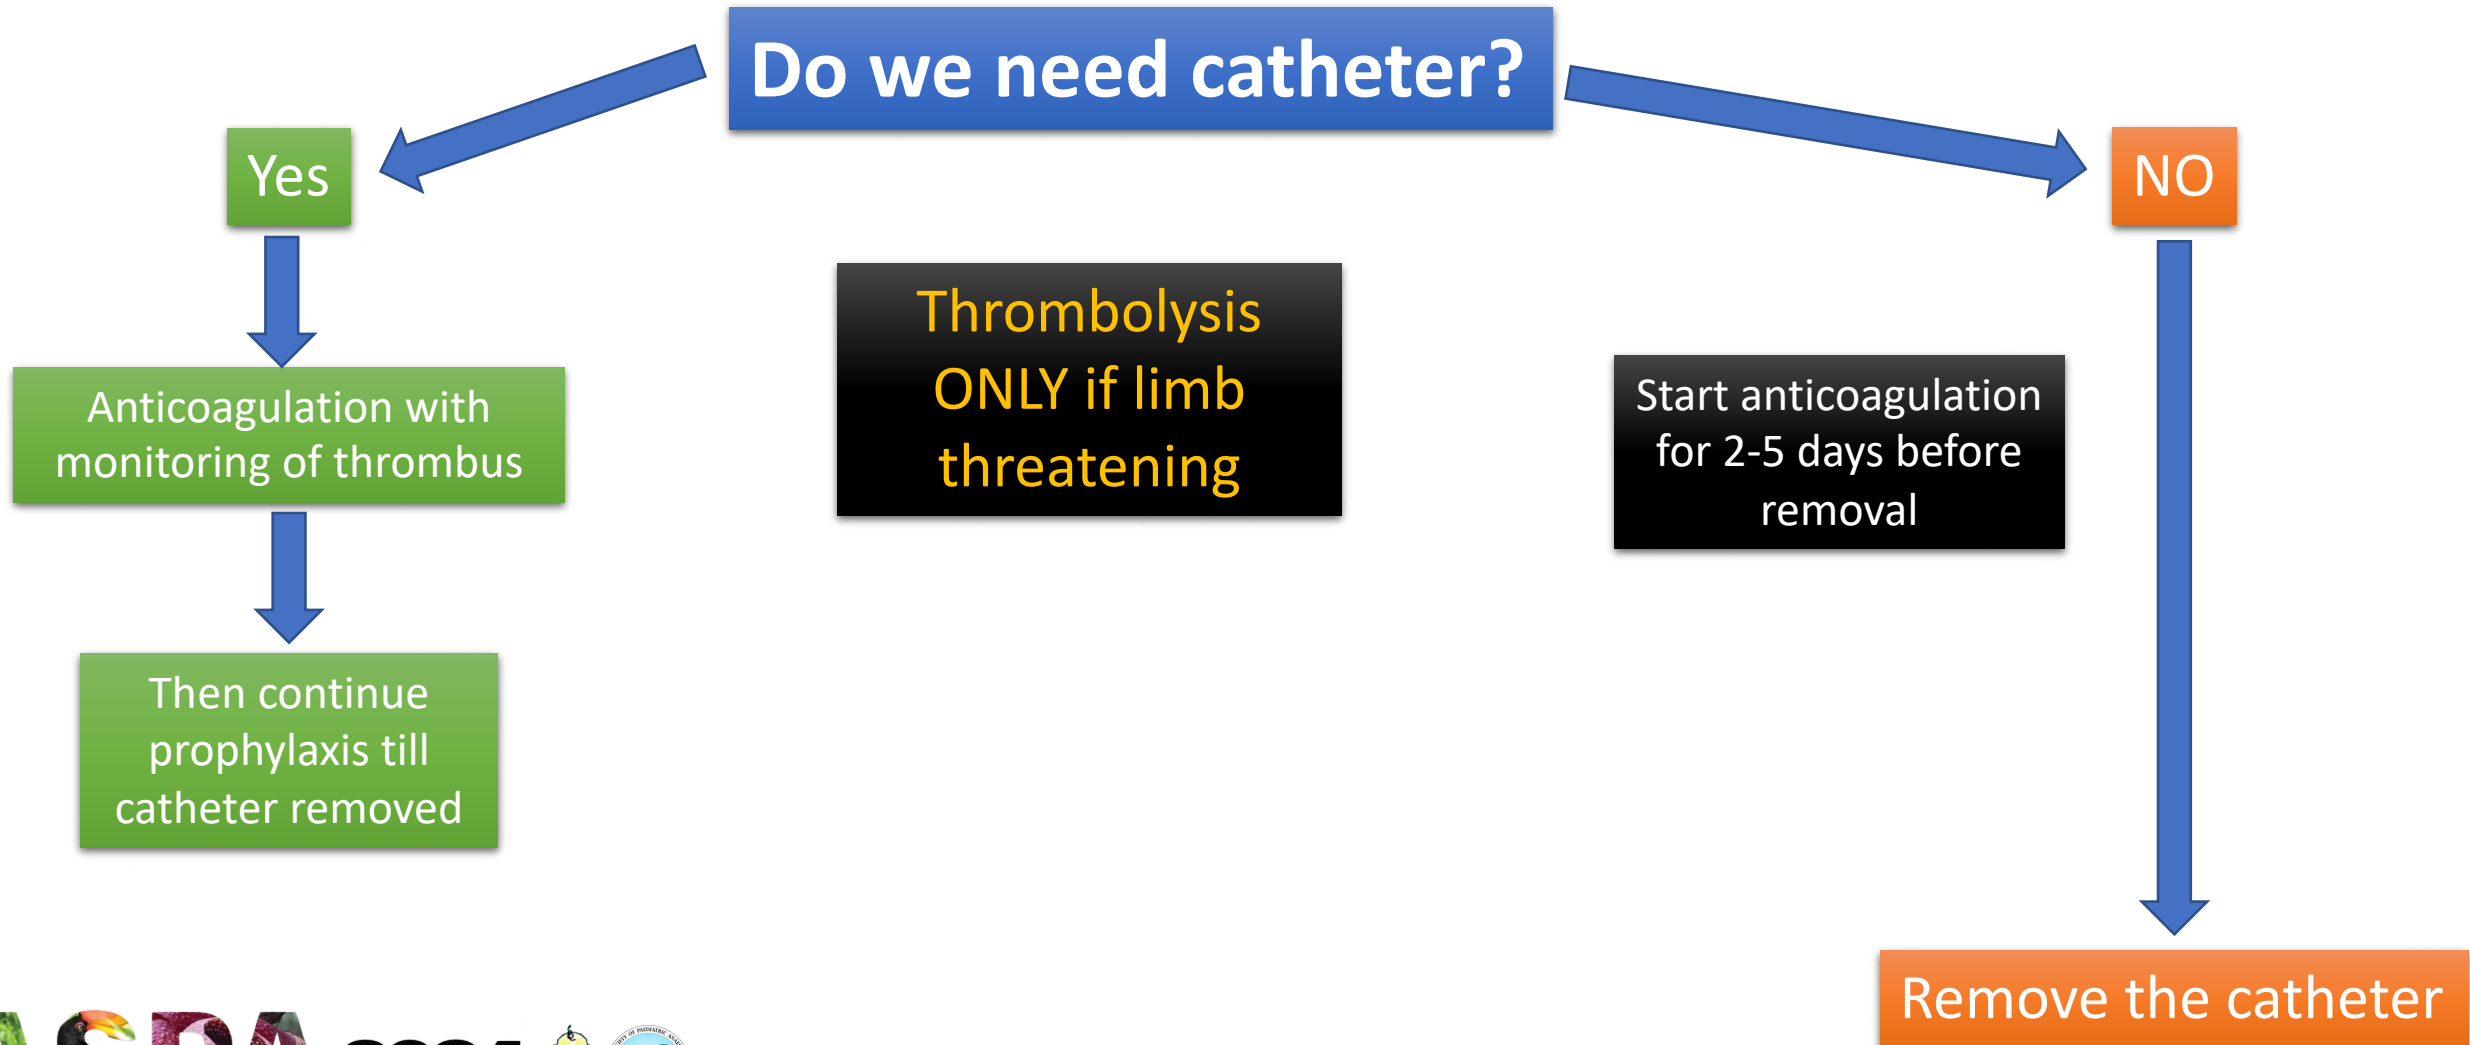 Do we need catheter?
Yes
NO
Thrombolysis
ONLY if limb
threatening
Start anticoagulation
for 2-5 days before
removal
Anticoagulation with
monitoring of thrombus
Then continue
prophylaxis till
catheter removed
Remove the catheter